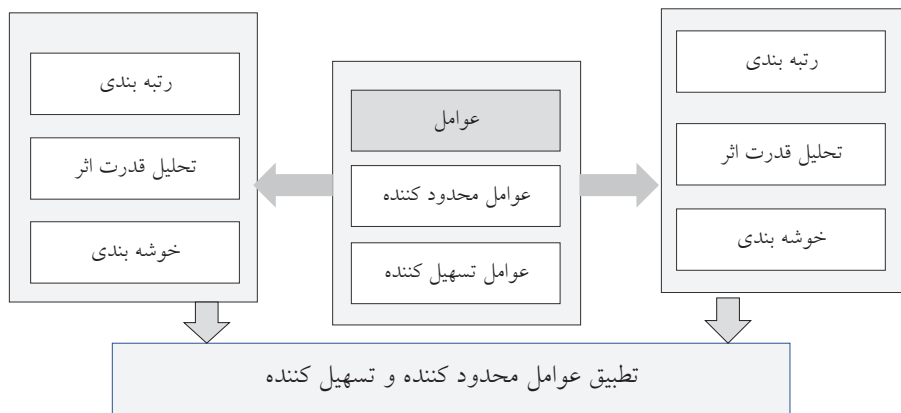 رتبه بندی
تحلیل قدرت اثر
خوشه بندی
عوامل
عوامل محدود کننده
عوامل تسهیل کننده
رتبه بندی
تحلیل قدرت اثر
خوشه بندی
تطبیق عوامل محدود کننده و تسهیل کننده